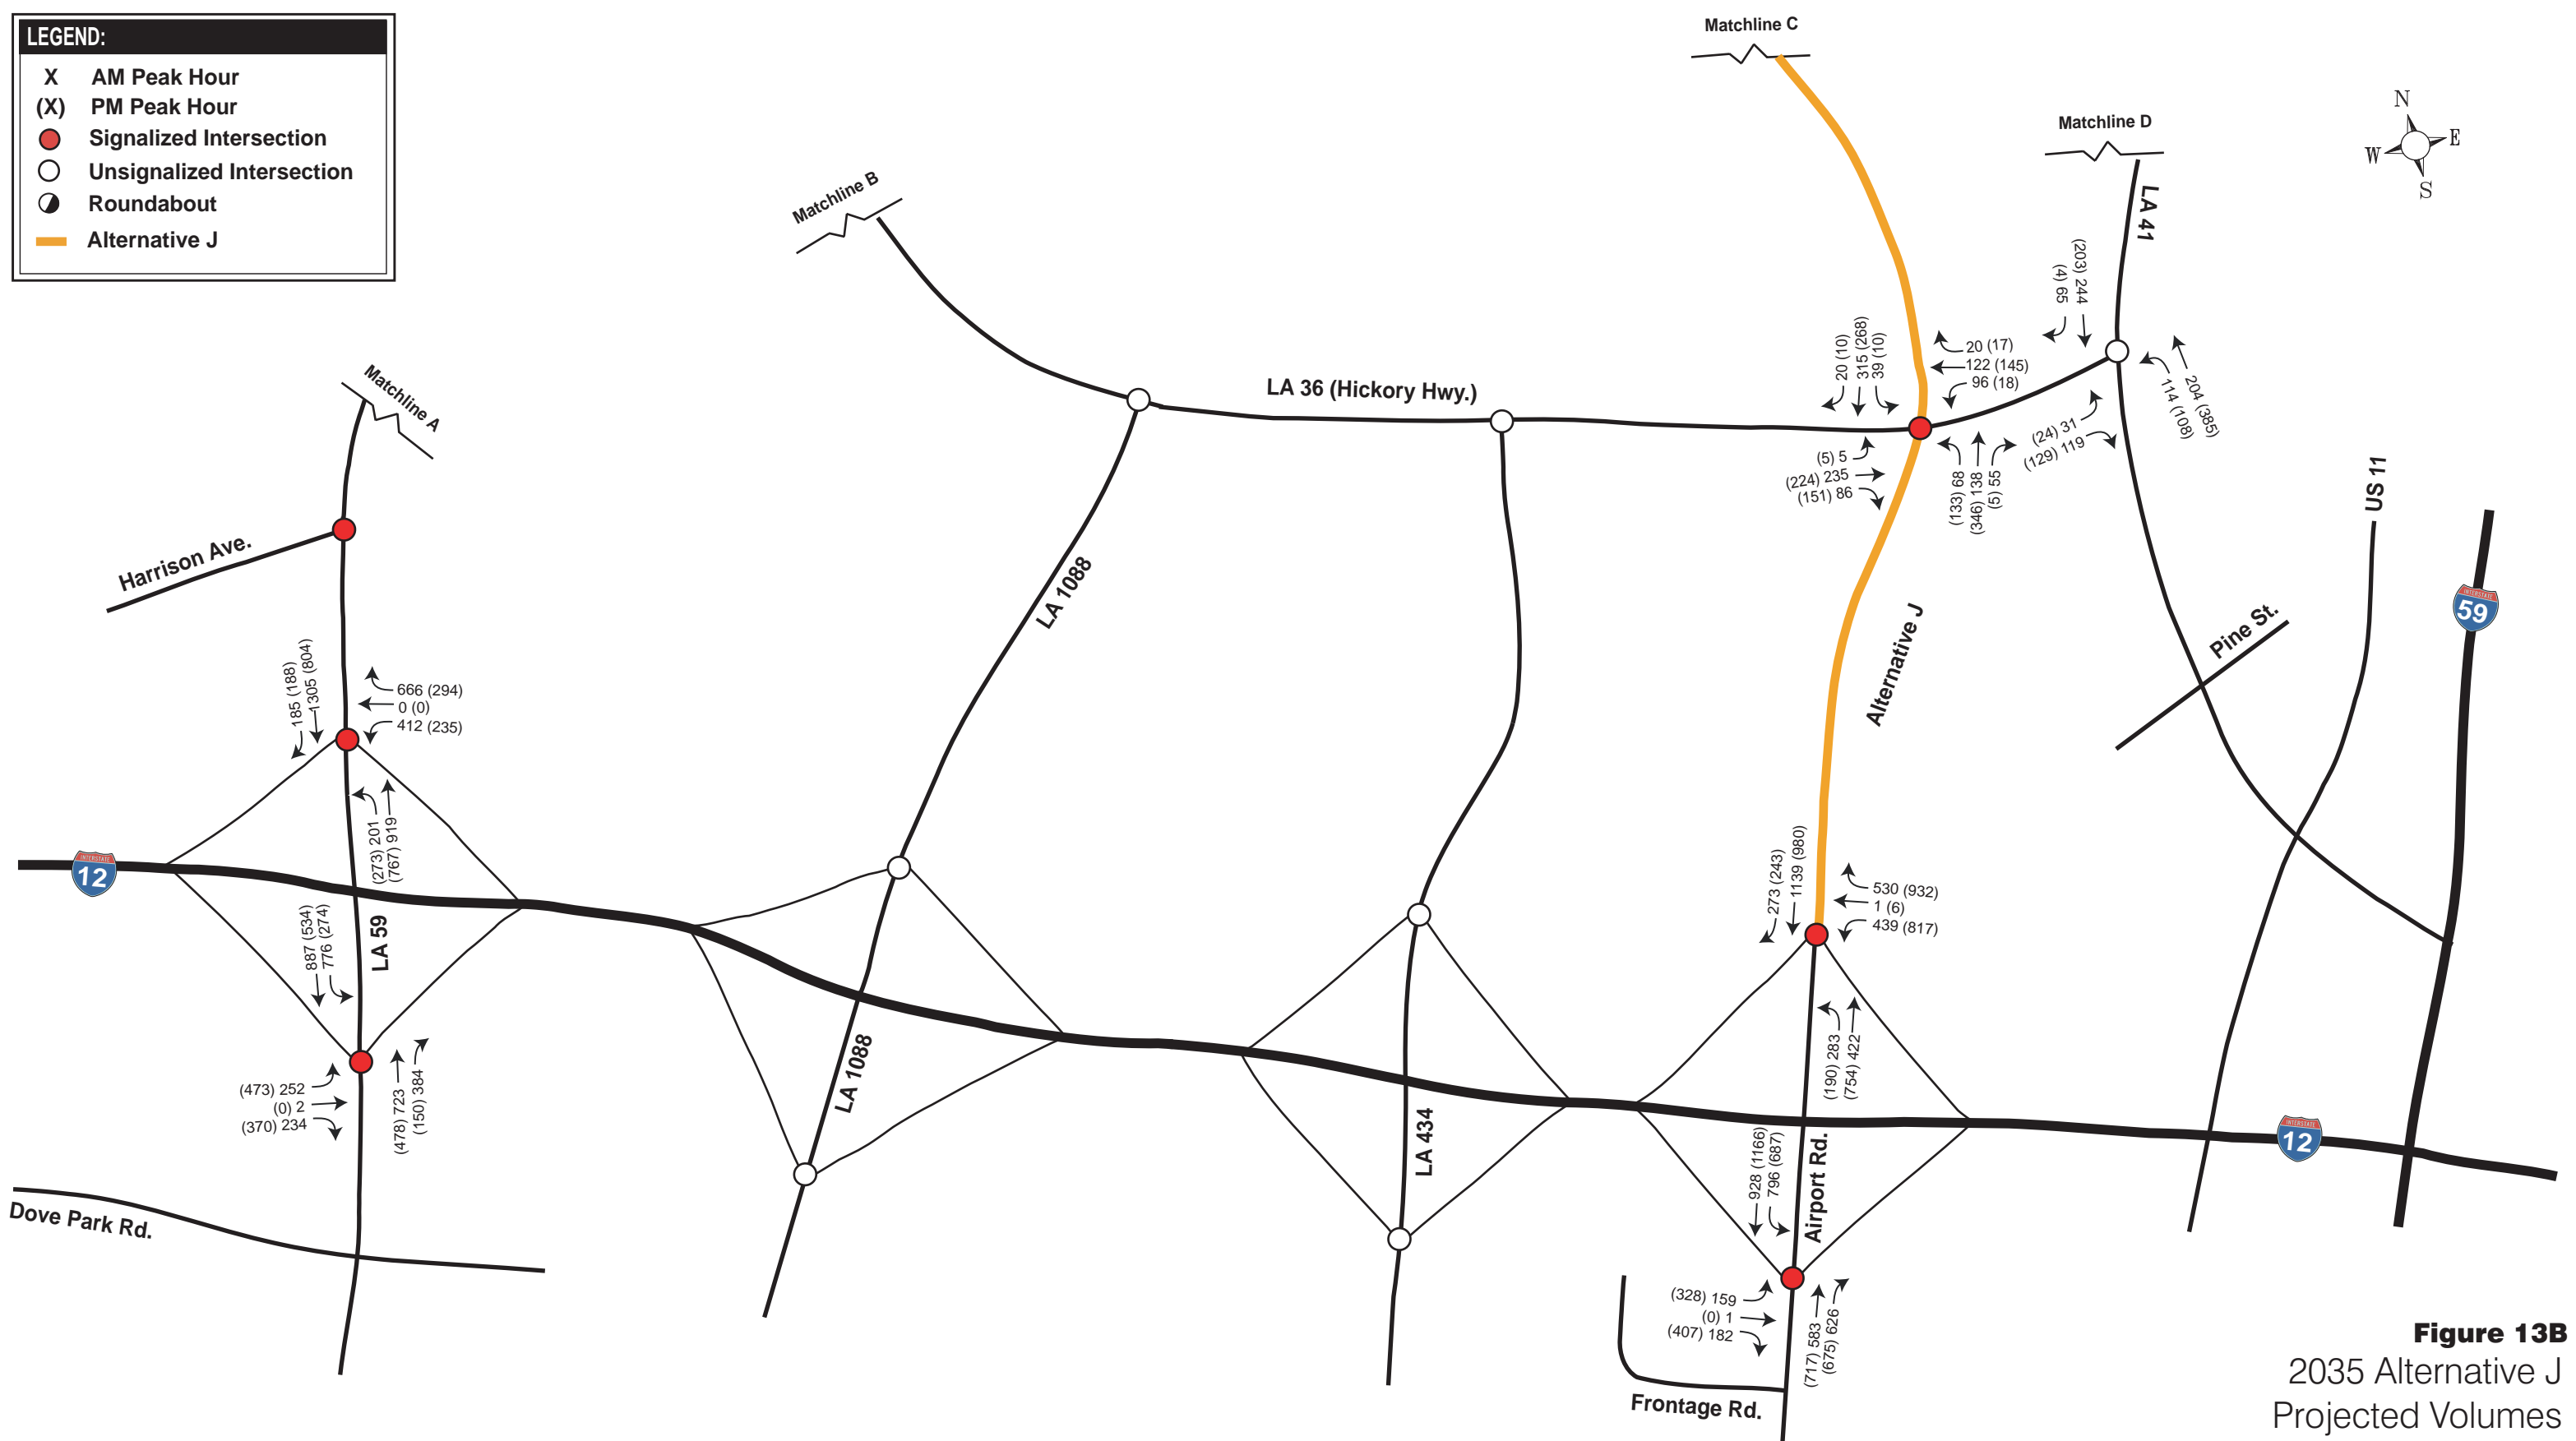 LEGEND:
X AM Peak Hour
(X) PM Peak Hour
Signalized Intersection
Unsignalized Intersection
Roundabout
Alternative J
Matchline C
Matchline D
N
W E
S
Matchline B
LA 41
(203) 244
(4) 65
Matchline A
LA 36 (Hickory Hwy.)
20 (10)
315 (268)
39 (10)
20 (17)
122 (145)
96 (18)
204 (385)
114 (108)
(24) 31
(129) 119
(5) 5
(224) 235
(151) 86
(133) 68
(346) 138
(5) 55
US 11
Harrison Ave.
LA 1088
Alternative J
Pine St.
INTERSTATE
59
185 (188)
1305 (804)
666 (294)
0 (0)
412 (235)
(273) 201
(767) 919
INTERSTATE
12
273 (243)
1139 (980)
530 (932)
1 (6)
439 (817)
887 (534)
776 (274)
LA 59
(190) 283
(754) 422
LA 1088
LA 434
(473) 252
(0) 2
(370) 234
(478) 723
(150) 384
928 (1166)
796 (687)
Airport Rd.
INTERSTATE
12
Dove Park Rd.
(328) 159
(0) 1
(407) 182
(717) 583
(675) 626
Frontage Rd.
Figure 13B
2035 Alternative J
Projected Volumes